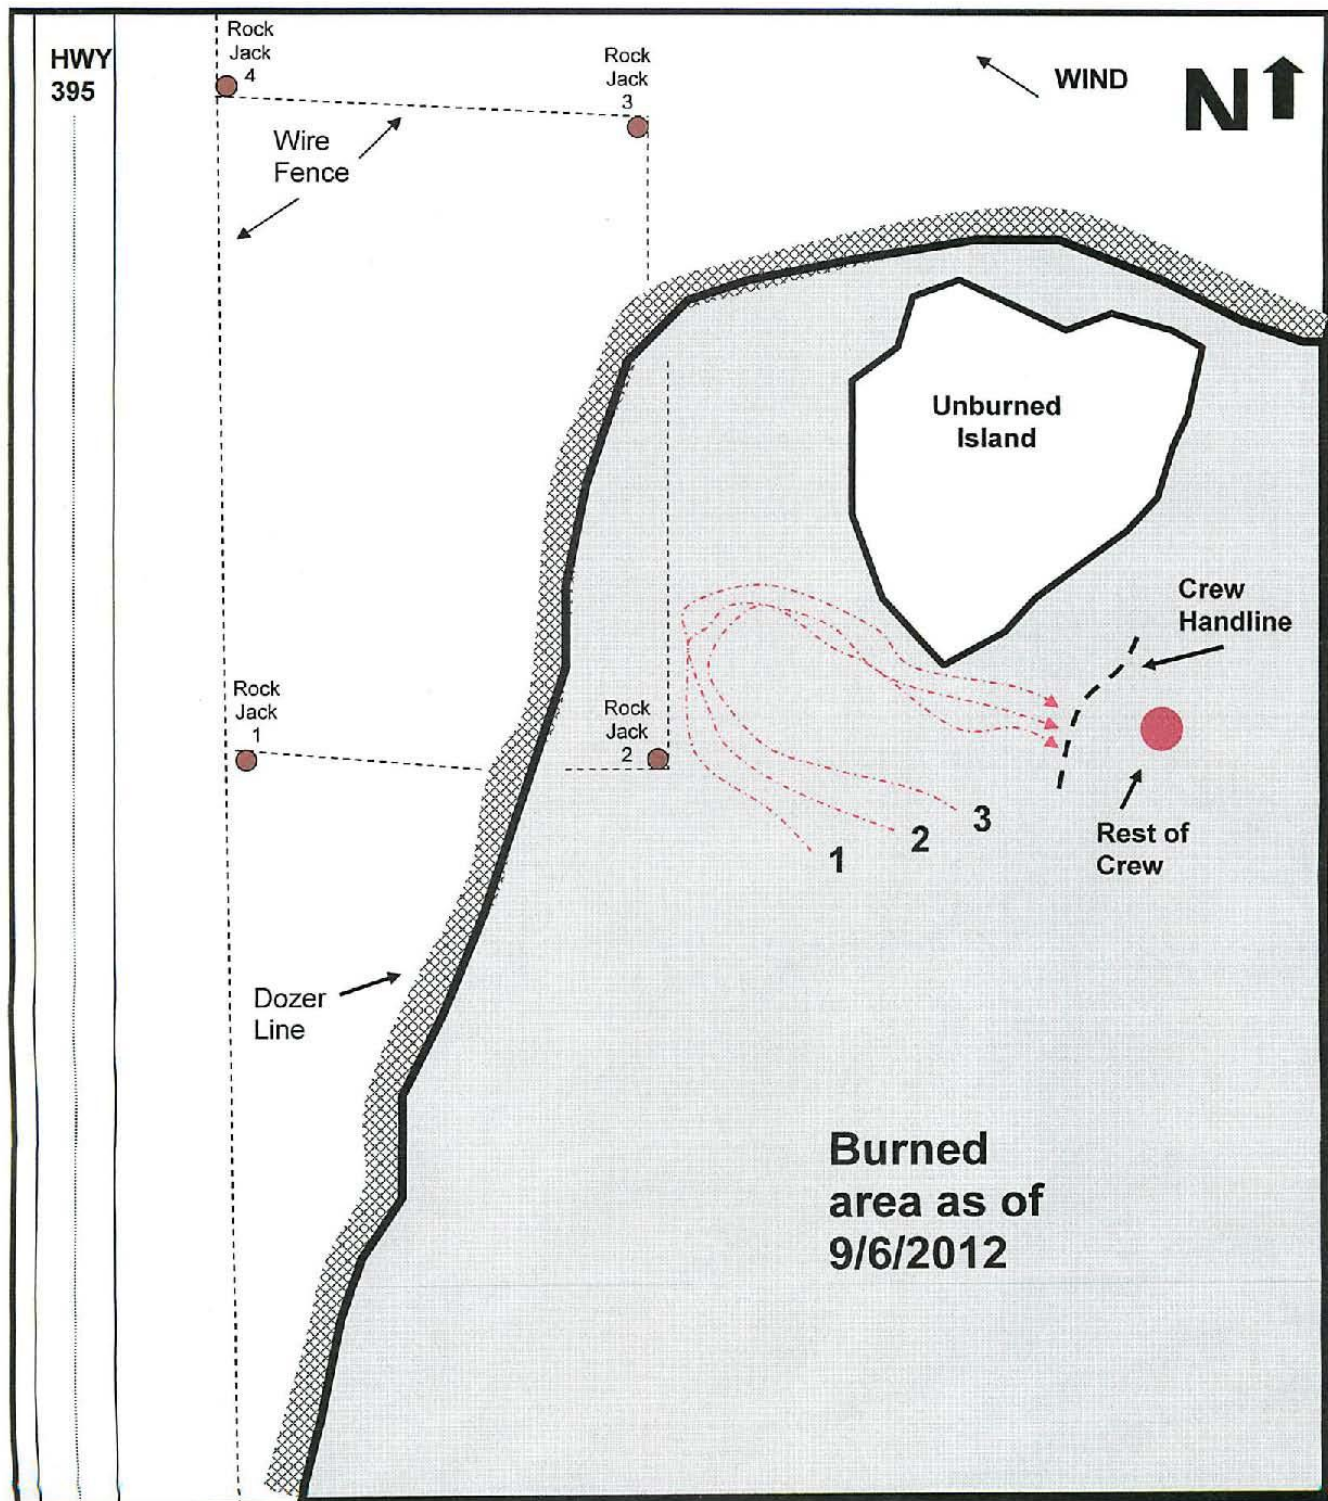 HWY
395
Rock
Jack
4
Rock
Jack
3
WIND
N
Wire
Fence
Unburned
Island
Crew
Handline
Rock
Jack
1
Rock
Jack
2
1
2
3
Rest of
Crew
Dozer
Line
Burned
area as of
9/6/2012